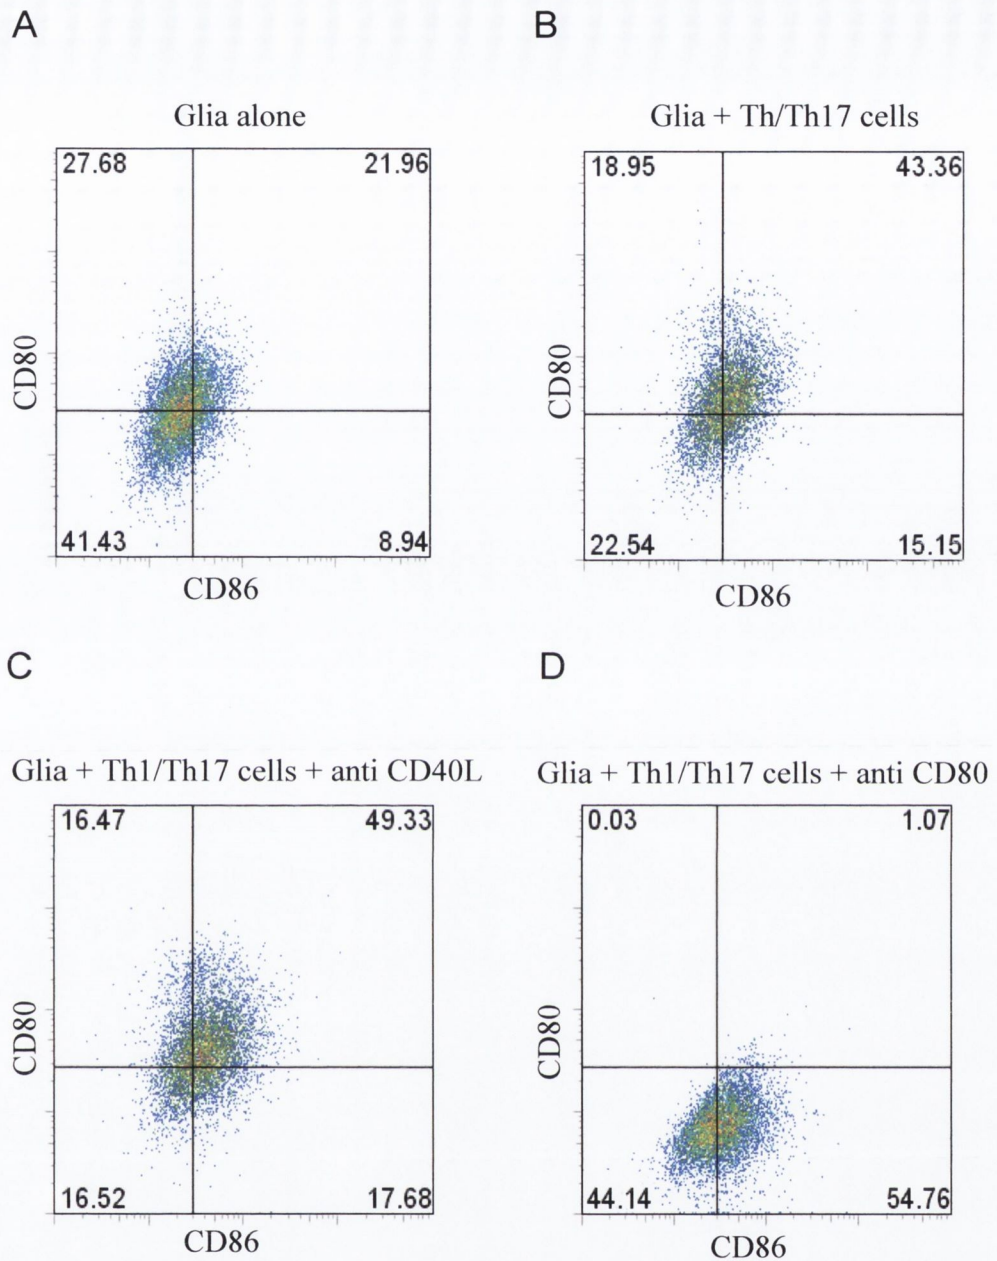 A
B
Glia alone
Glia + Th/Th17 cells
27.68
21.96
18.95
43.36
CD80
CD80
41.43
8.94
22.54
15.15
CD86
CD86
C
D
Glia + Th1/Th17 cells + anti CD40L
Glia + Th1/Th17 cells + anti CD80
16.47
49.33
0.03
1.07
CD80
CD80
16.52
17.68
44.14
54.76
CD86
CD86